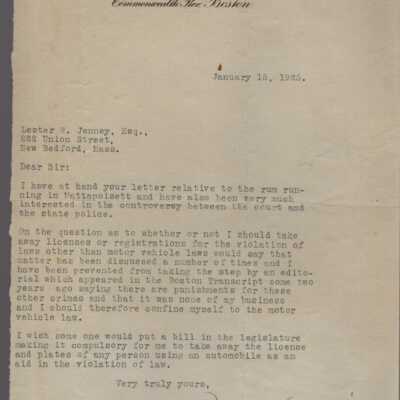 Commonwealth Ave. Boston
January 15, 1925.
Lester W. Jenney, Esq.,
888 Union Street,
New Bedford, Mass.
Dear Sir:
I have at hand your letter relative to the rum run-
ning in Mattapoisett and have also been very much
interested in the controversy between the court and
the state police.
On the question as to whether or not I should take
away licenses or registrations for the violation of
laws other than motor vehicle laws would say that
matter has been discussed a number of times and I
have been prevented from taking the step by an edito-
rial which appeared in the Boston Transcript some two
years ago saying there are punishments for these
other crimes and that it was none of my business
and I should therefore confine myself to the motor
vehicle law.
I wish some one would put a bill in the legislature
making it compulsory for me to take away the license
and plates of any person using an automobile as an
aid in the violation of law.
Very truly yours,